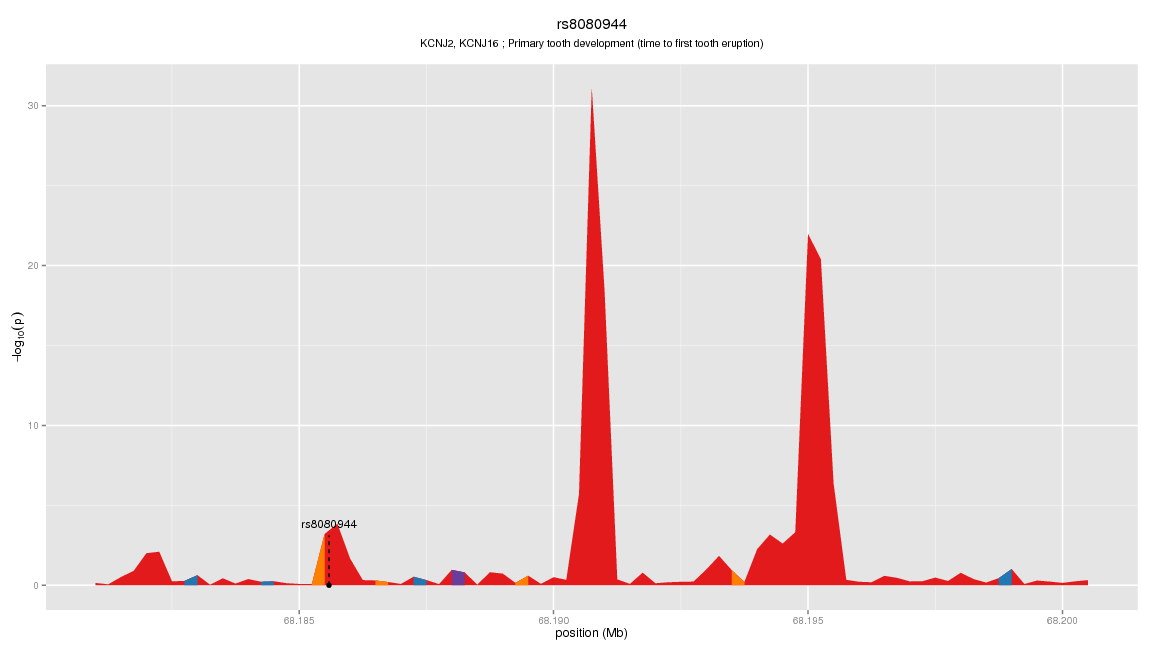 rs8080944
KCNJ2, KCNJ16 ; Primary tooth development (time to first tooth eruption)
30
20
10
0
−log10(p)
rs8080944
68.185
68.190
68.195
68.200
position (Mb)